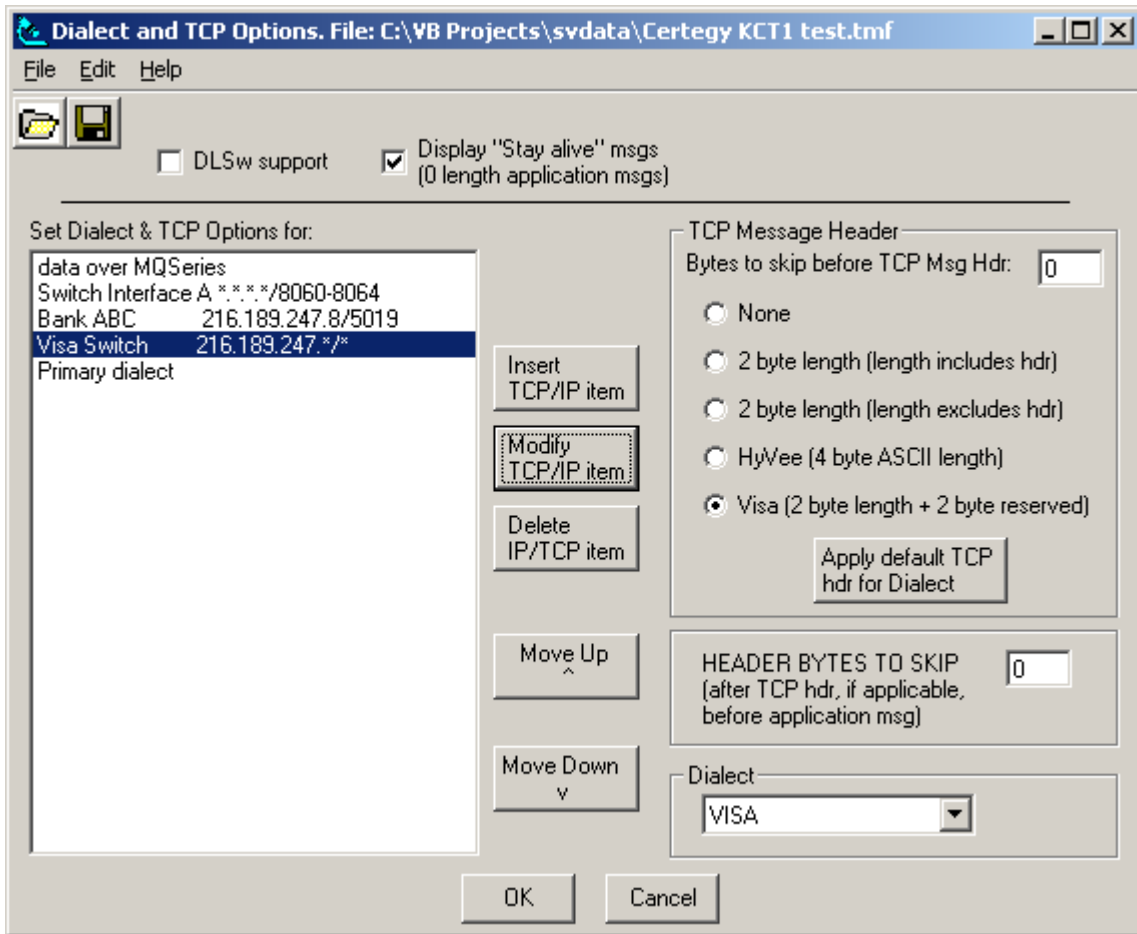 Dialect and TCP Options. File: C:\VB Projects\svdata\Certegy KCT1 test.tmf
File Edit Help
DLSw support
Display "Stay alive" msgs
(0 length application msgs)
Set Dialect & TCP Options for:
data over MQSeries
Switch Interface A *.*.*.*/8060-8064
Bank ABC 216.189.247.8/5019
Visa Switch 216.189.247.*/*
Primary dialect
Insert
TCP/IP item
Modify
TCP/IP item
Delete
IP/TCP item
Move Up
^
Move Down
v
TCP Message Header
Bytes to skip before TCP Msg Hdr: 0
None
2 byte length (length includes hdr)
2 byte length (length excludes hdr)
HyVee (4 byte ASCII length)
Visa (2 byte length + 2 byte reserved)
Apply default TCP
hdr for Dialect
HEADER BYTES TO SKIP 0
(after TCP hdr, if applicable,
before application msg)
Dialect
VISA
OK Cancel